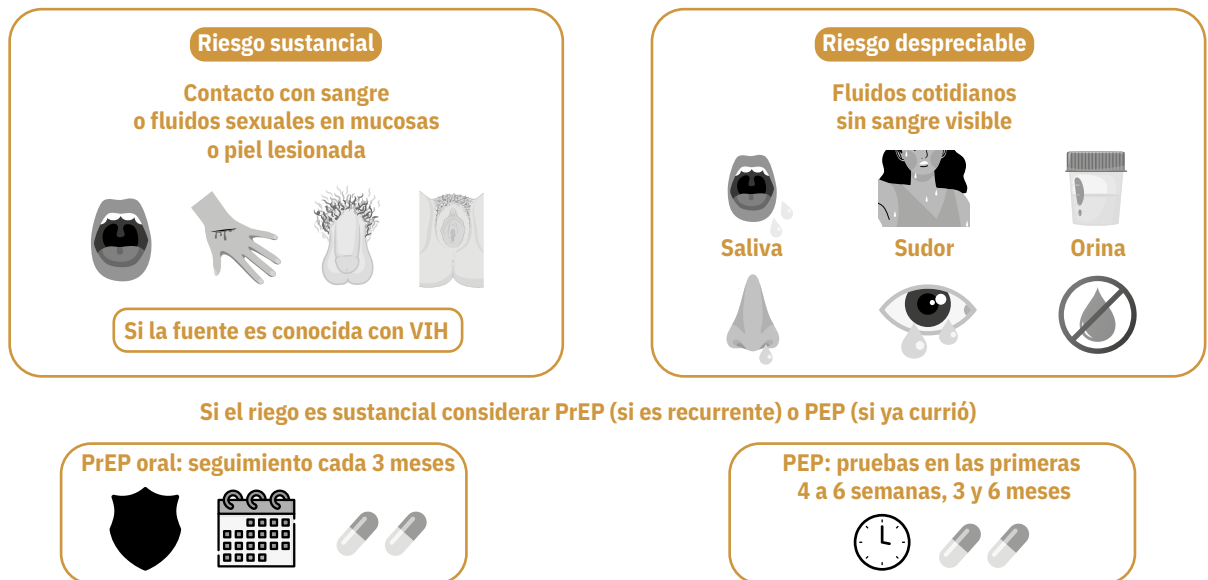 Riesgo sustancial
Contacto con sangre
o fluidos sexuales en mucosas
o piel lesionada
Si la fuente es conocida con VIH
Riesgo despreciable
Fluidos cotidianos
sin sangre visible
Saliva
Sudor
Orina
Si el riego es sustancial considerar PrEP (si es recurrente) o PEP (si ya currió)
PrEP oral: seguimiento cada 3 meses
PEP: pruebas en las primeras
4 a 6 semanas, 3 y 6 meses